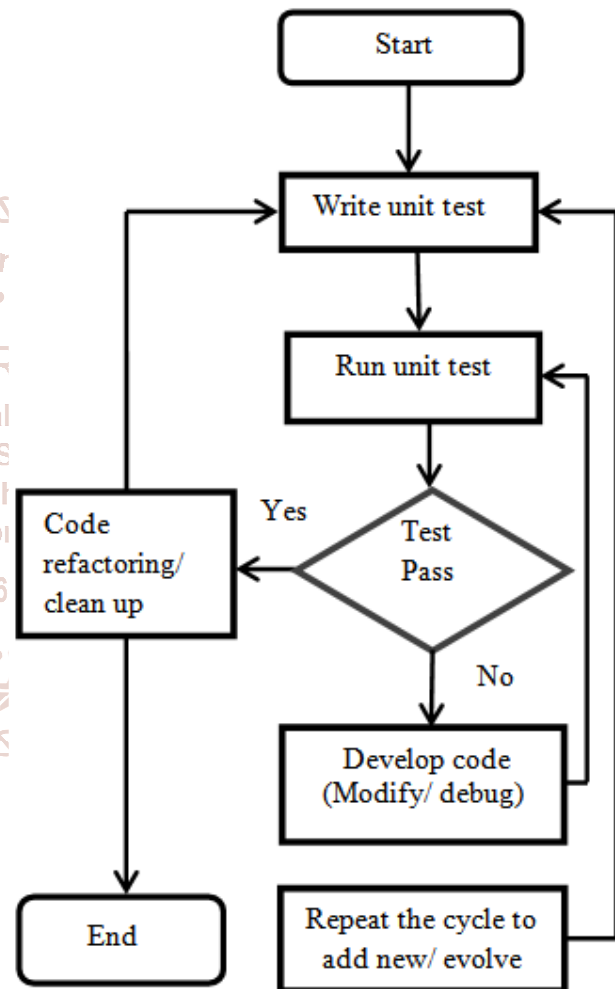 Start
Write unit test
Run unit test
Test
Pass
Yes
No
Code
refactoring/
clean up
Develop code
(Modify/ debug)
End
Repeat the cycle to
add new/ evolve